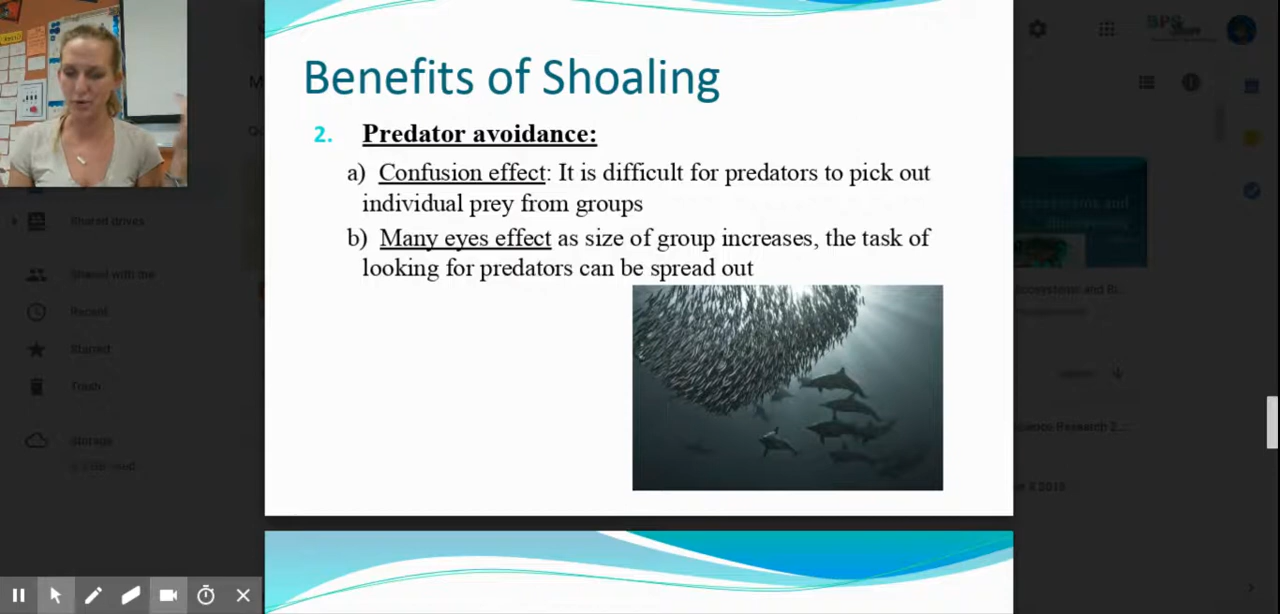 Benefits of Shoaling
2. Predator avoidance:
a) Confusion effect: It is difficult for predators to pick out
individual prey from groups
b) Many eyes effect as size of group increases, the task of
looking for predators can be spread out
Shared drives
Shared with me
Recent
Starred
Trash
Storage
BPS